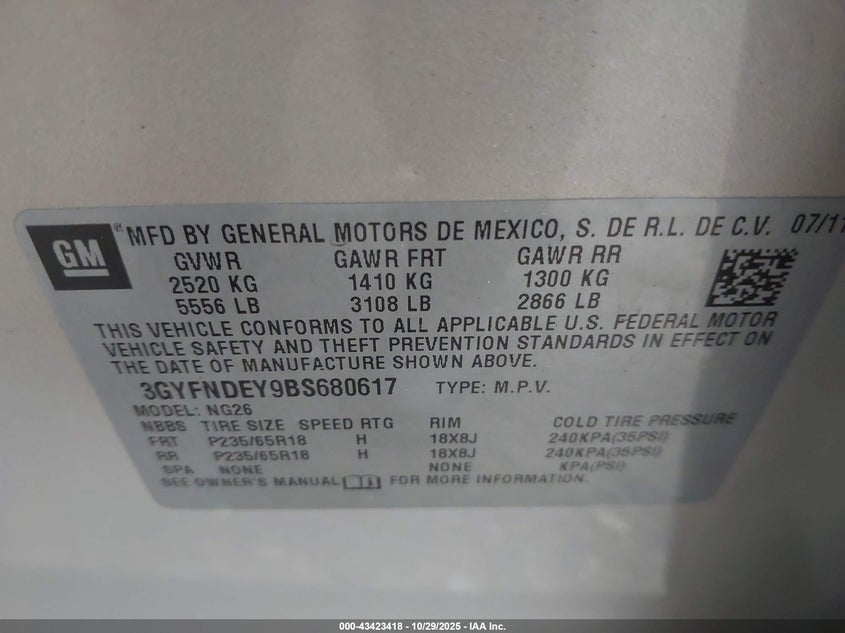 GM ® MFD BY GENERAL MOTORS DE MEXICO, S. DE R.L. DE C.V. 07/11
GVWR GAWR FRT GAWR RR
2520 KG 1410 KG 1300 KG
5556 LB 3108 LB 2866 LB
THIS VEHICLE CONFORMS TO ALL APPLICABLE U.S. FEDERAL MOTOR
VEHICLE SAFETY AND THEFT PREVENTION STANDARDS IN EFFECT ON
THE DATE OF MANUFACTURE SHOWN ABOVE.
3GYFNDEY9BS680617 TYPE: M.P.V.
MODEL: NG26
NBBS TIRE SIZE SPEED RTG RIM COLD TIRE PRESSURE
FRT P235/65R18 H 18X8J 240KPA(35PSI)
RR P235/65R18 H 18X8J 240KPA(35PSI)
SPA NONE NONE KPA(PSI)
SEE OWNER'S MANUAL FOR MORE INFORMATION.
000-43423418 - 10/29/2025 - IAA Inc.